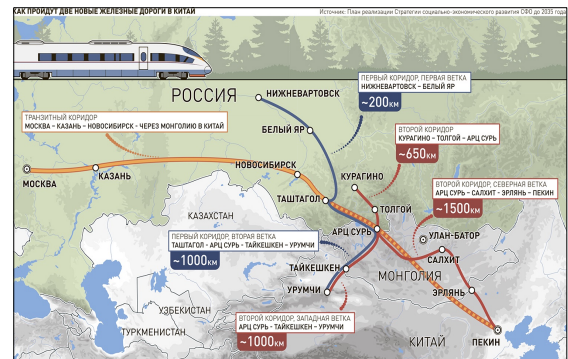 КАК ПРОЙДУТ ДВЕ НОВЫЕ ЖЕЛЕЗНЫЕ ДОРОГИ В КИТАЙ
Источник: План реализации Стратегии социально-экономического развития СФО до 2035 года
РОССИЯ
НИЖНЕВАРТОВСК
ПЕРВЫЙ КОРИДОР, ПЕРВАЯ ВЕТКА
НИЖНЕВАРТОВСК – БЕЛЫЙ ЯР
~200КМ
ТРАНЗИТНЫЙ КОРИДОР
МОСКВА – КАЗАНЬ – НОВОСИБИРСК - ЧЕРЕЗ МОНГОЛИЮ В КИТАЙ
БЕЛЫЙ ЯР
ВТОРОЙ КОРИДОР
КУРАГИНО – ТОЛГОЙ – АРЦ СУРЬ
~650КМ
МОСКВА
КАЗАНЬ
НОВОСИБИРСК
КУРАГИНО
ВТОРОЙ КОРИДОР, СЕВЕРНАЯ ВЕТКА
АРЦ СУРЬ – САЛХИТ - ЭРЛЯНЬ – ПЕКИН
~1500КМ
ТАШТАГОЛ
ТОЛГОЙ
КАЗАХСТАН
АРЦ СУРЬ
УЛАН-БАТОР
ПЕРВЫЙ КОРИДОР, ВТОРАЯ ВЕТКА
ТАШТАГОЛ - АРЦ СУРЬ - ТАЙКЕШКЕН – УРУМЧИ
~1000КМ
САЛХИТ
ТАЙКЕШКЕН
МОНГОЛИЯ
УРУМЧИ
ЭРЛЯНЬ
УЗБЕКИСТАН
ВТОРОЙ КОРИДОР, ЗАПАДНАЯ ВЕТКА
АРЦ СУРЬ - ТАЙКЕШКЕН – УРУМЧИ
~1000КМ
ТУРКМЕНИСТАН
КИТАЙ
ПЕКИН